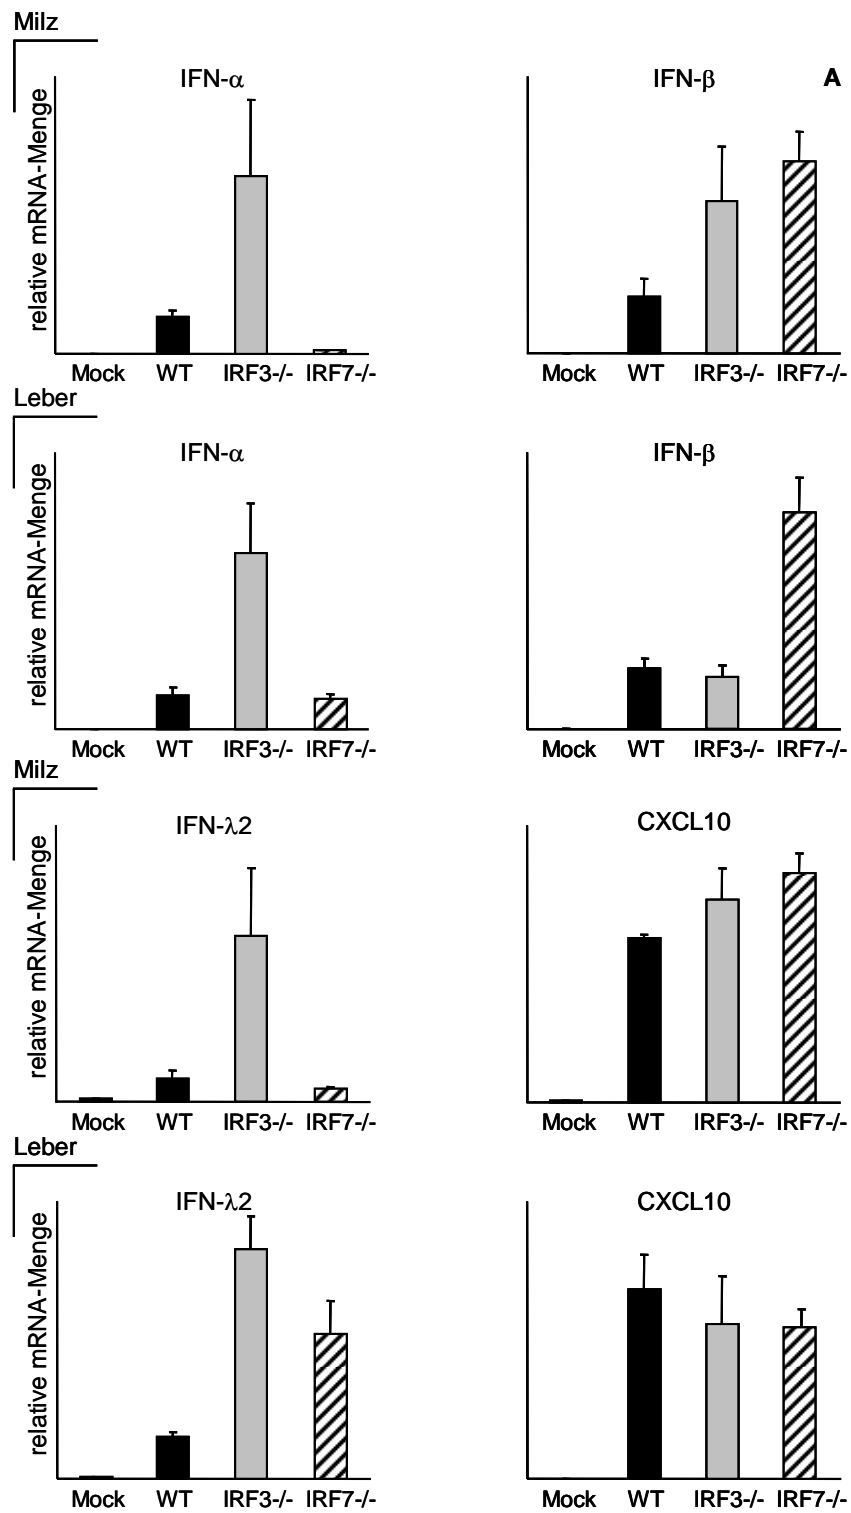 Milz
IFN-α IFN-β A
relative mRNA-Menge
Mock WT IRF3-/- IRF7-/- Mock WT IRF3-/- IRF7-/-
Leber
IFN-α IFN-β
relative mRNA-Menge
Mock WT IRF3-/- IRF7-/- Mock WT IRF3-/- IRF7-/-
Milz
IFN-λ2 CXCL10
relative mRNA-Menge
Mock WT IRF3-/- IRF7-/- Mock WT IRF3-/- IRF7-/-
Leber
IFN-λ2 CXCL10
relative mRNA-Menge
Mock WT IRF3-/- IRF7-/- Mock WT IRF3-/- IRF7-/-